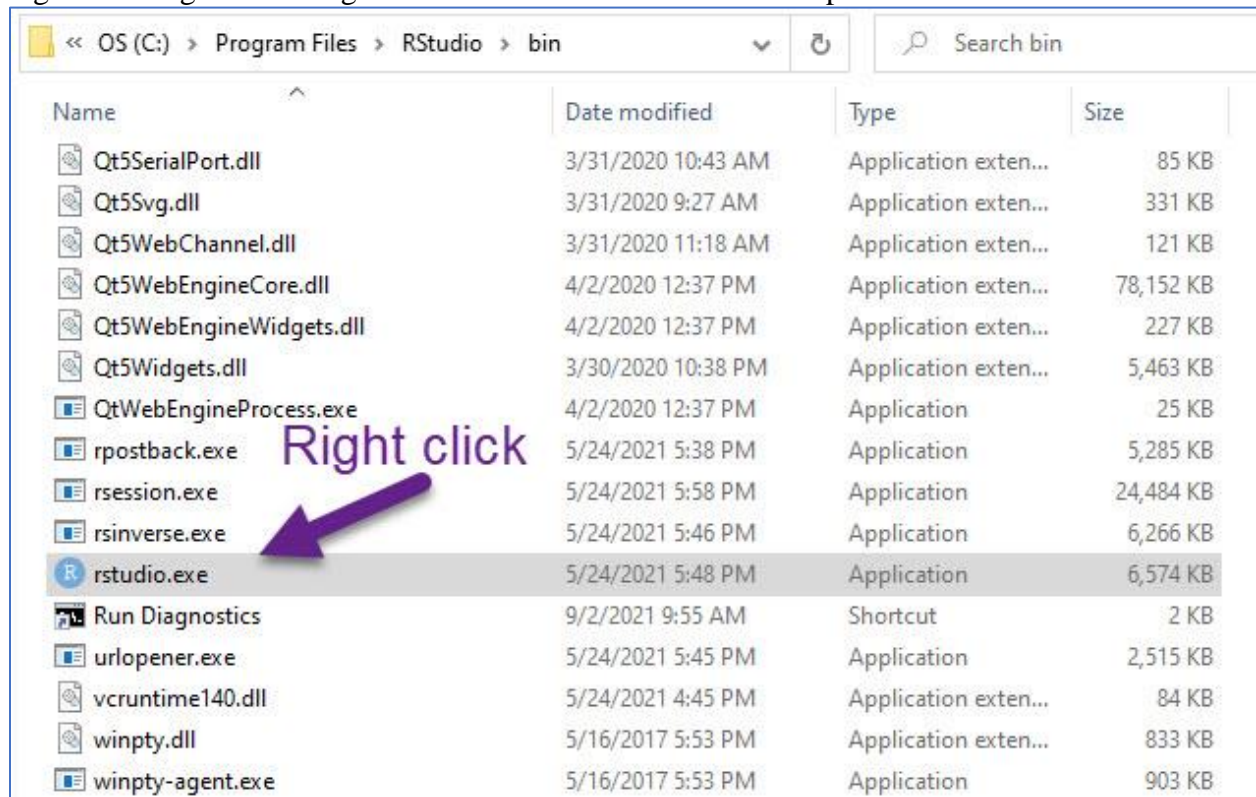 « OS (C:) > Program Files > RStudio > bin Search bin
Name Date modified Type Size
Qt5SerialPort.dll 3/31/2020 10:43 AM Application exten... 85 KB
Qt5Svg.dll 3/31/2020 9:27 AM Application exten... 331 KB
Qt5WebChannel.dll 3/31/2020 11:18 AM Application exten... 121 KB
Qt5WebEngineCore.dll 4/2/2020 12:37 PM Application exten... 78,152 KB
Qt5WebEngineWidgets.dll 4/2/2020 12:37 PM Application exten... 227 KB
Qt5Widgets.dll 3/30/2020 10:38 PM Application exten... 5,463 KB
QtWebEngineProcess.exe 4/2/2020 12:37 PM Application 25 KB
rpostback.exe Right click 5/24/2021 5:38 PM Application 5,285 KB
rsession.exe 5/24/2021 5:58 PM Application 24,484 KB
rsinverse.exe 5/24/2021 5:46 PM Application 6,266 KB
R rstudio.exe 5/24/2021 5:48 PM Application 6,574 KB
Run Diagnostics 9/2/2021 9:55 AM Shortcut 2 KB
urlopener.exe 5/24/2021 5:45 PM Application 2,515 KB
vcruntime140.dll 5/24/2021 4:45 PM Application exten... 84 KB
winpty.dll 5/16/2017 5:53 PM Application exten... 833 KB
winpty-agent.exe 5/16/2017 5:53 PM Application 903 KB